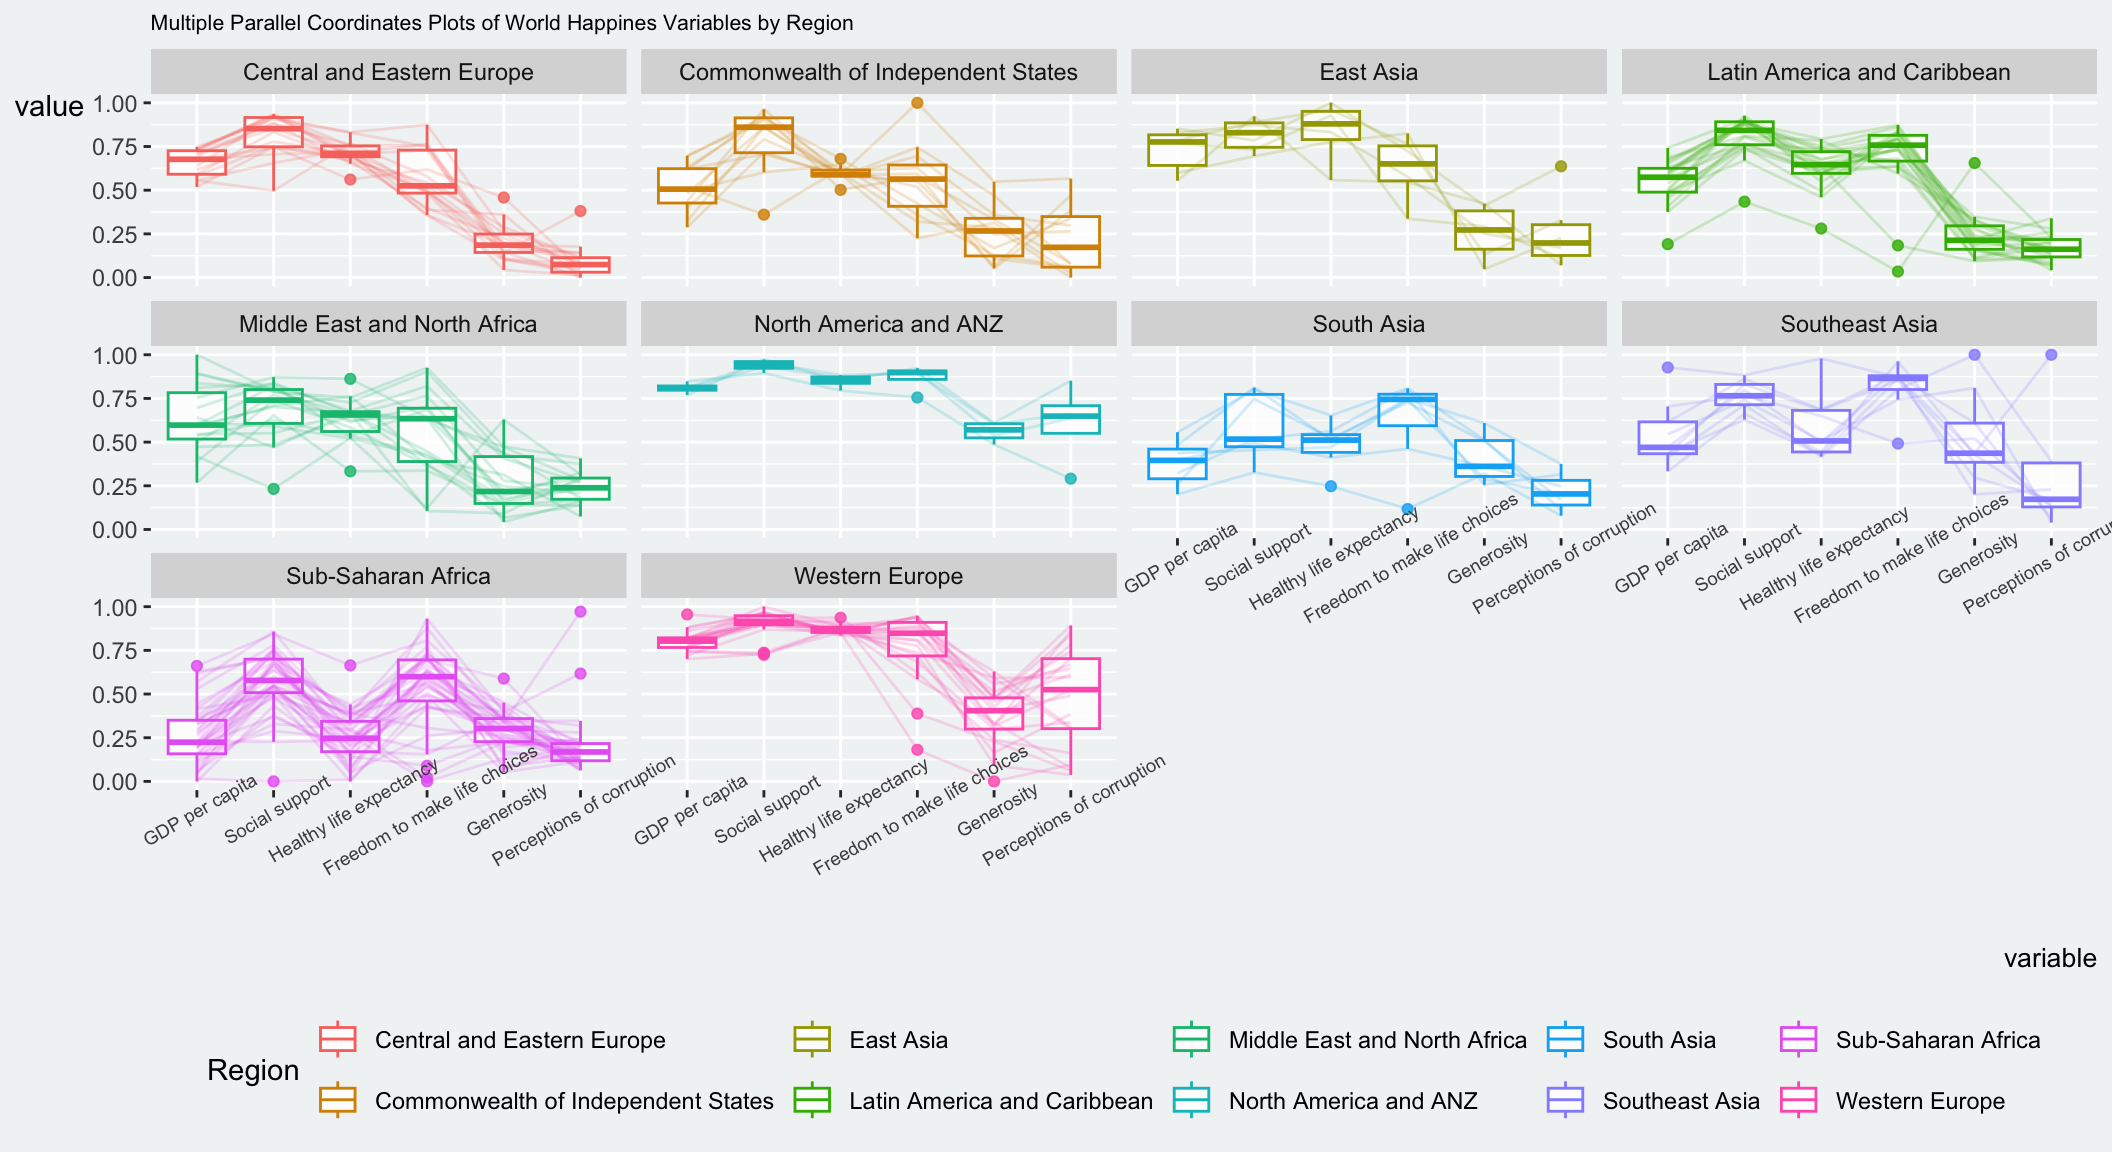 Multiple Parallel Coordinates Plots of World Happines Variables by Region
value
Central and Eastern Europe
Commonwealth of Independent States
East Asia
Latin America and Caribbean
1.00
0.75
0.50
0.25
0.00
Middle East and North Africa
North America and ANZ
South Asia
Southeast Asia
1.00
0.75
0.50
0.25
0.00
GDP per capita
Social support
Healthy life expectancy
Freedom to make life choices
Generosity
Perceptions of corruption
GDP per capita
Social support
Healthy life expectancy
Freedom to make life choices
Generosity
Perceptions of corru
Sub-Saharan Africa
Western Europe
1.00
0.75
0.50
0.25
0.00
GDP per capita
Social support
Healthy life expectancy
Freedom to make life choices
Generosity
Perceptions of corruption
GDP per capita
Social support
Healthy life expectancy
Freedom to make life choices
Generosity
Perceptions of corruption
variable
Region
Central and Eastern Europe
East Asia
Middle East and North Africa
South Asia
Sub-Saharan Africa
Commonwealth of Independent States
Latin America and Caribbean
North America and ANZ
Southeast Asia
Western Europe